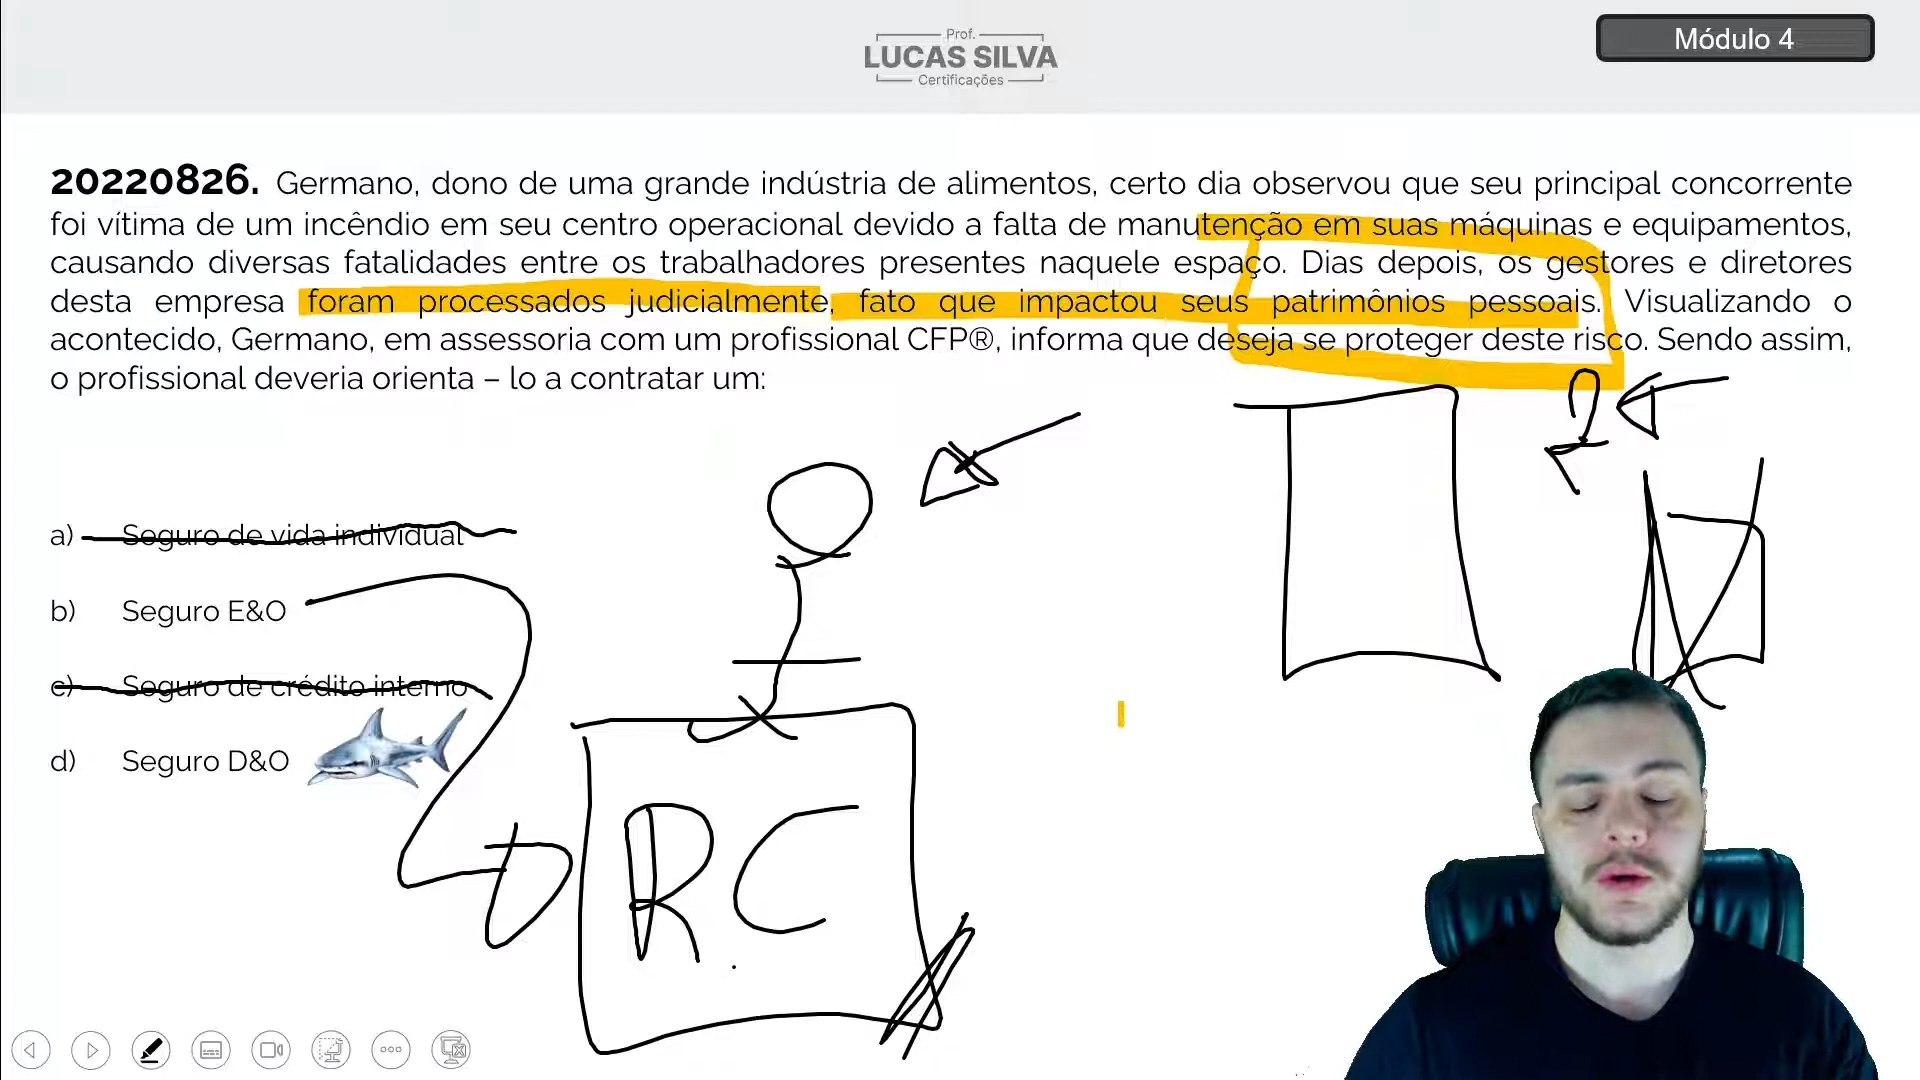 Prof.
LUCAS SILVA
Certificações
Módulo 4
20220826. Germano, dono de uma grande indústria de alimentos, certo dia observou que seu principal concorrente
foi vítima de um incêndio em seu centro operacional devido a falta de manutenção em suas máquinas e equipamentos,
causando diversas fatalidades entre os trabalhadores presentes naquele espaço. Dias depois, os gestores e diretores
desta empresa foram processados judicialmente, fato que impactou seus patrimônios pessoais. Visualizando o
acontecido, Germano, em assessoria com um profissional CFP®, informa que deseja se proteger deste risco. Sendo assim,
o profissional deveria orienta – lo a contratar um:
a) Seguro de vida individual
b) Seguro E&O
c) Seguro de crédito interno
d) Seguro D&O
RC